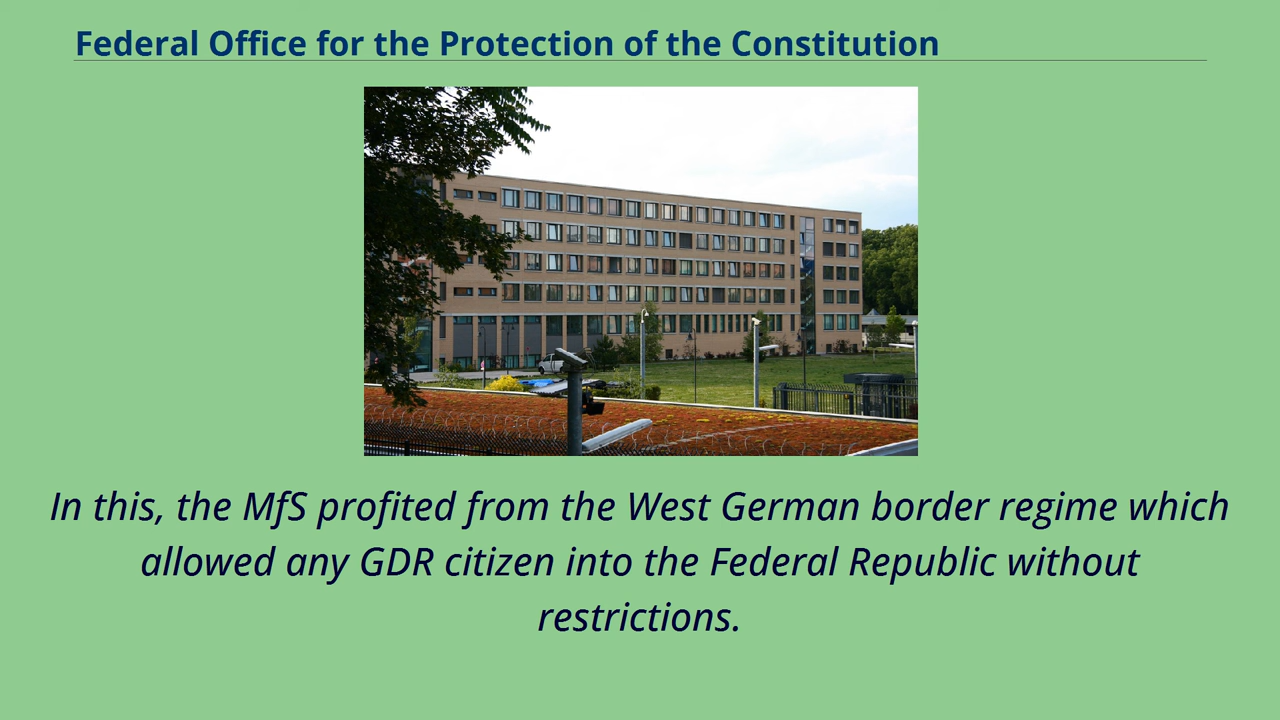 Federal Office for the Protection of the Constitution
In this, the MfS profited from the West German border regime which
allowed any GDR citizen into the Federal Republic without
restrictions.